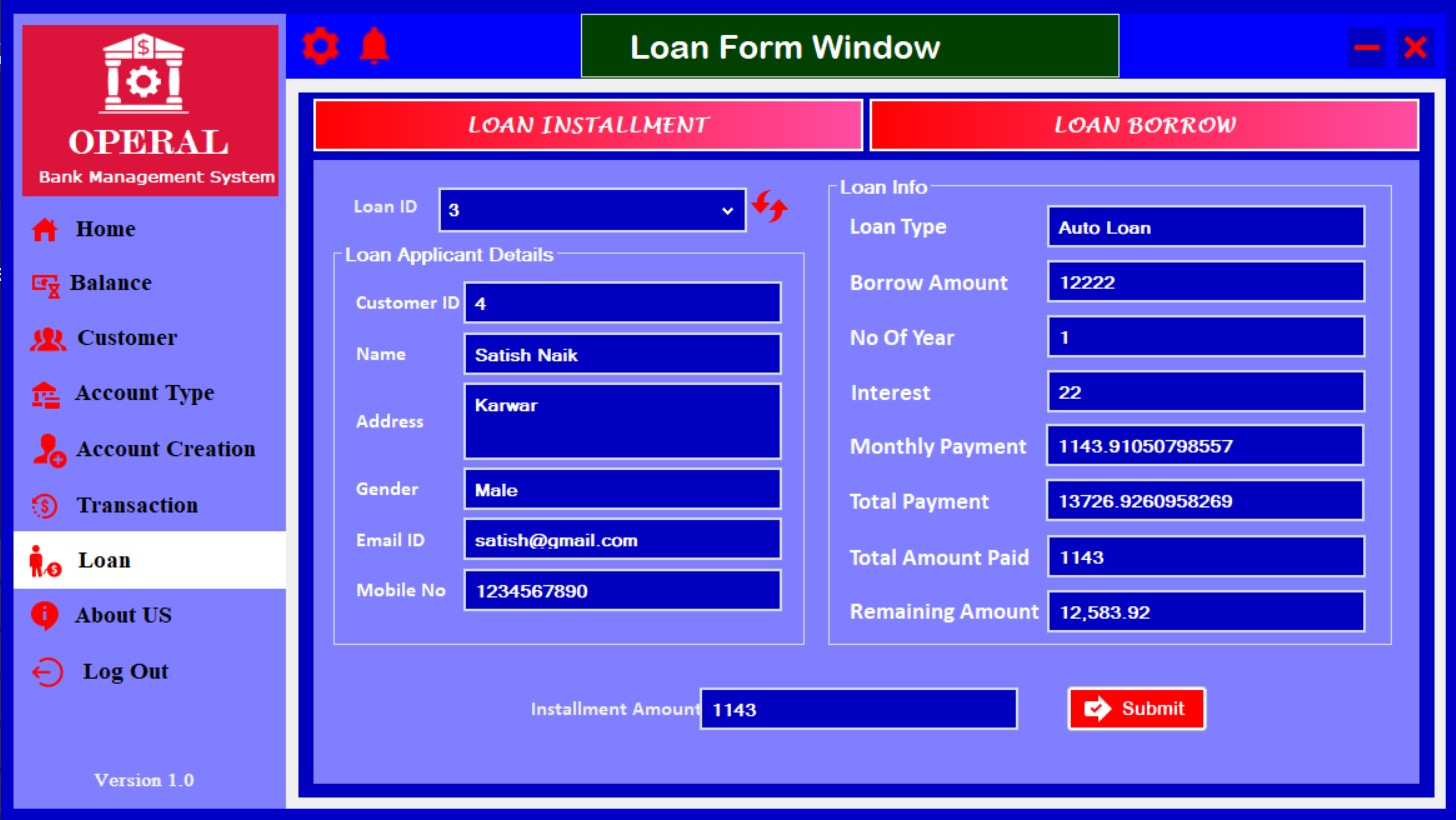 OPERAL
Bank Management System
Home
Balance
Customer
Account Type
Account Creation
Transaction
Loan
About US
Log Out
Version 1.0
Loan Form Window
LOAN INSTALLMENT
LOAN BORROW
Loan ID 3
Loan Applicant Details
Customer ID 4
Name Satish Naik
Address Karwar
Gender Male
Email ID satish@gmail.com
Mobile No 1234567890
Loan Info
Loan Type Auto Loan
Borrow Amount 12222
No Of Year 1
Interest 22
Monthly Payment 1143.91050798557
Total Payment 13726.9260958269
Total Amount Paid 1143
Remaining Amount 12,583.92
Installment Amount 1143
Submit